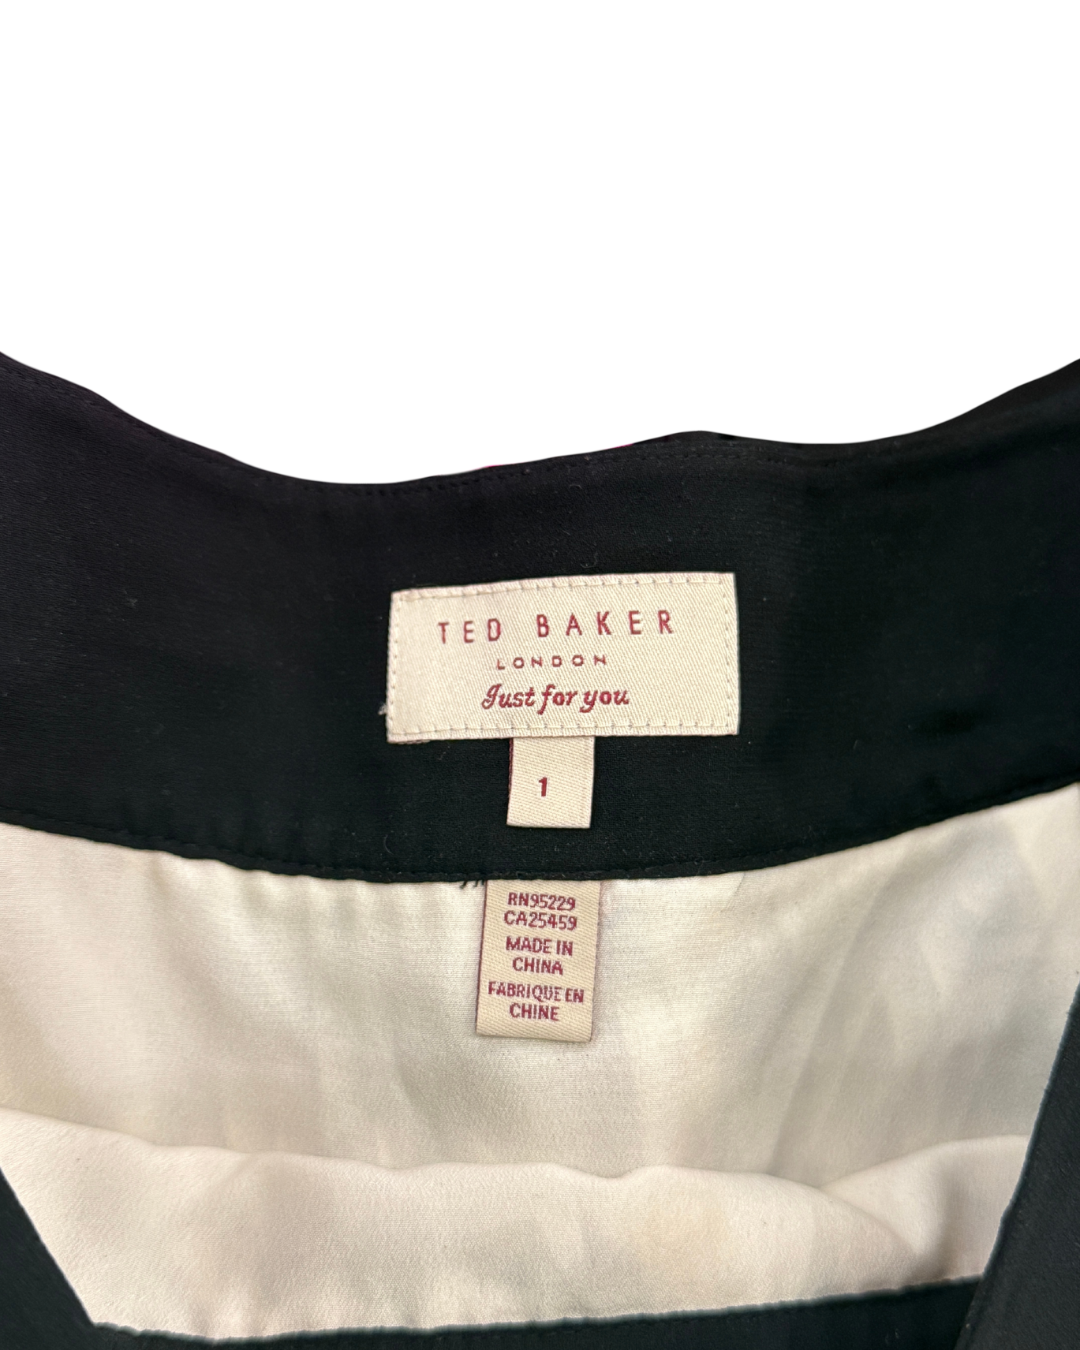 TED BAKER
LONDON
Just for you
1
RN95229
CA25459
MADE IN
CHINA
FABRIQUE EN
CHINE